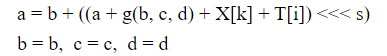 a = b + ((a + g(b, c, d) + X[k] + T[i]) <<< s)
b = b, c = c, d = d